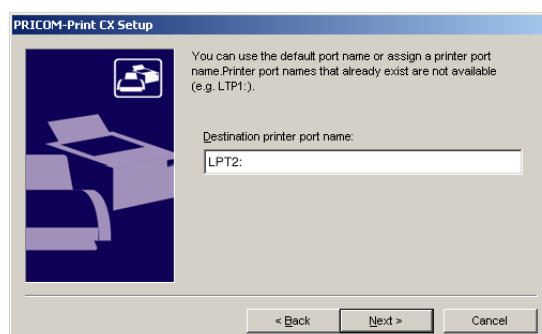 PRICOM-Print CX Setup
You can use the default port name or assign a printer port
name.Printer port names that already exist are not available
(e.g. LTP1:).
Destination printer port name:
LPT2:
< Back Next > Cancel